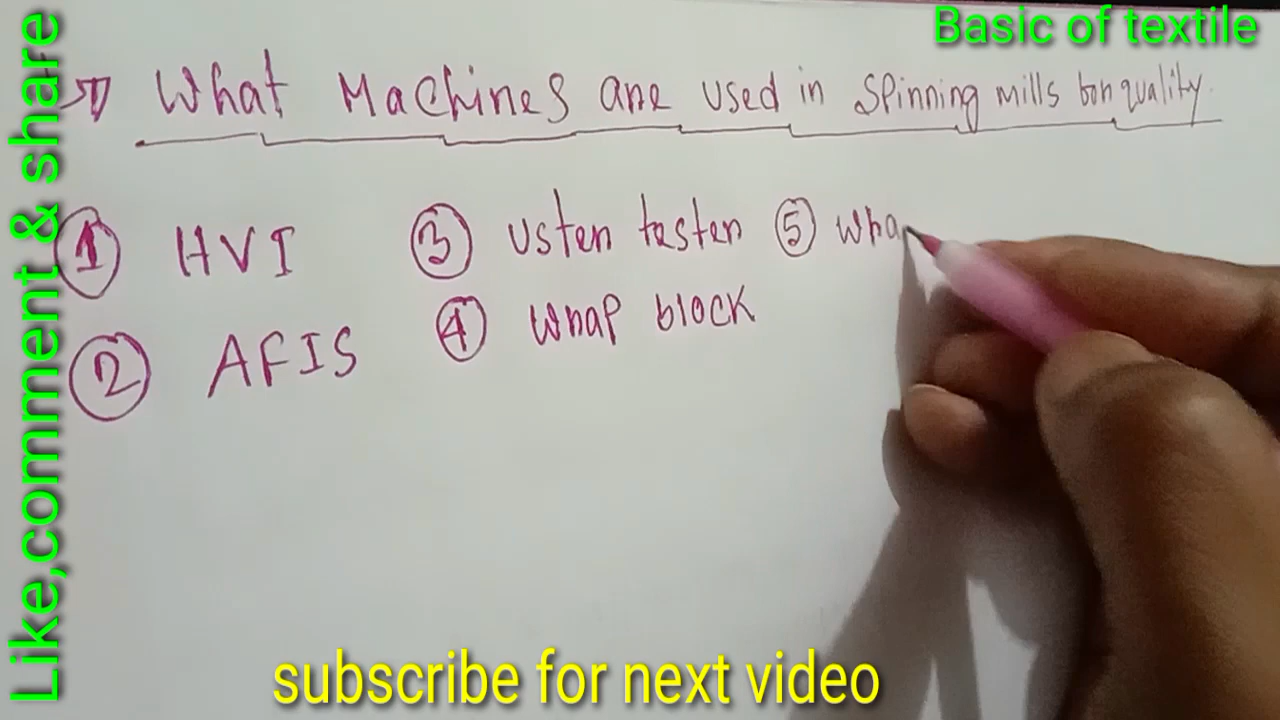 Basic of textile
What Machines are used in spinning mills for quality.
① HVI
② AFIS
③ Uster tester
④ Wrap block
⑤ wra
Like,comment & share
subscribe for next video